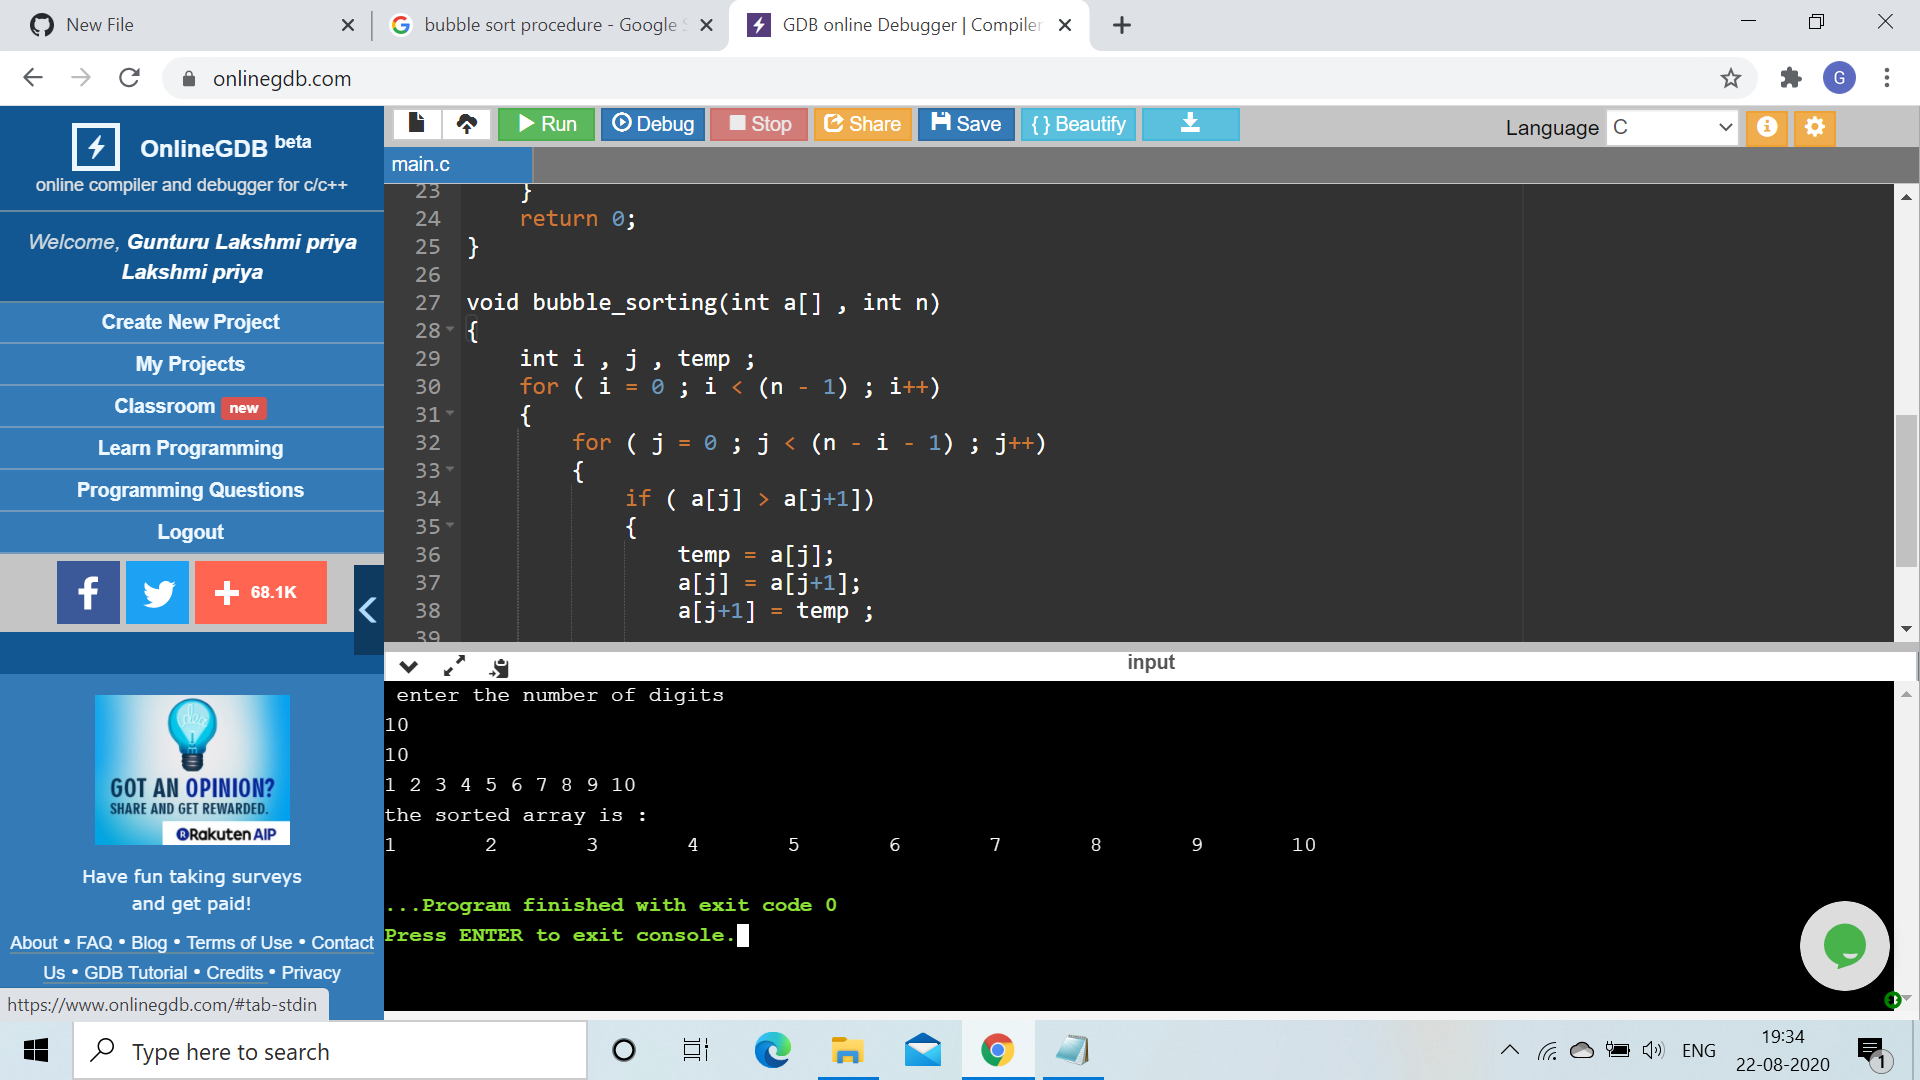 New File
bubble sort procedure - Google S
GDB online Debugger | Compiler
onlinegdb.com
G
OnlineGDB beta
online compiler and debugger for c/c++
Welcome, Gunturu Lakshmi priya
Lakshmi priya
Create New Project
My Projects
Classroom new
Learn Programming
Programming Questions
Logout
68.1K
idea
GOT AN OPINION?
SHARE AND GET REWARDED.
Rakuten AIP
Have fun taking surveys
and get paid!
About • FAQ • Blog • Terms of Use • Contact
Us • GDB Tutorial • Credits • Privacy
https://www.onlinegdb.com/#tab-stdin
Run Debug Stop Share Save {} Beautify
Language C
main.c
23 }
24 return 0;
25 }
26
27 void bubble_sorting(int a[] , int n)
28 {
29 int i , j , temp ;
30 for ( i = 0 ; i < (n - 1) ; i++)
31 {
32 for ( j = 0 ; j < (n - i - 1) ; j++)
33 {
34 if ( a[j] > a[j+1])
35 {
36 temp = a[j];
37 a[j] = a[j+1];
38 a[j+1] = temp ;
39
input
enter the number of digits
10
10
1 2 3 4 5 6 7 8 9 10
the sorted array is :
1 2 3 4 5 6 7 8 9 10
...Program finished with exit code 0
Press ENTER to exit console.
Type here to search
ENG
19:34
22-08-2020
1